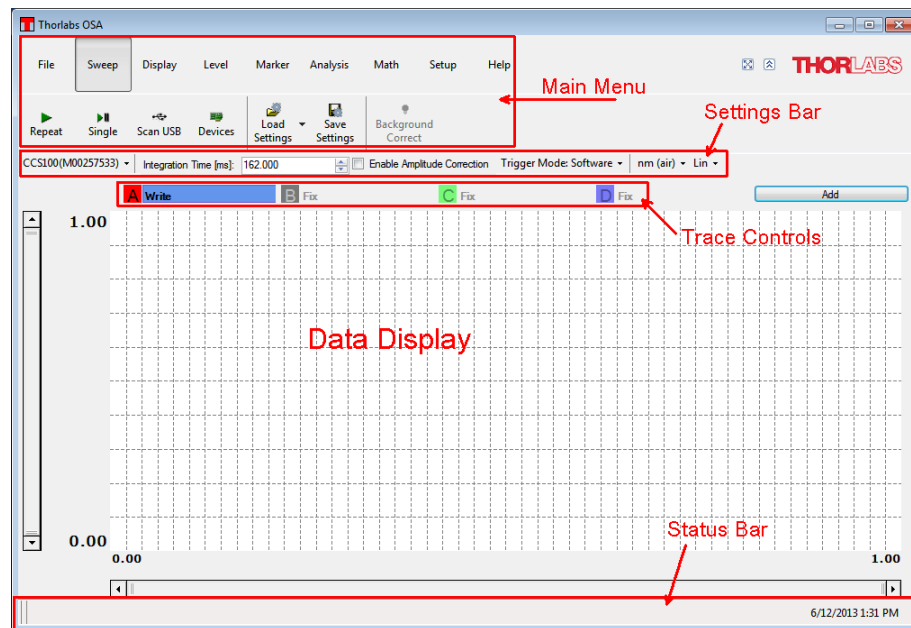 Thorlabs OSA
File Sweep Display Level Marker Analysis Math Setup Help
THORLABS
Main Menu
Repeat Single Scan USB Devices Load Settings Save Settings Background Correct
Settings Bar
CCS100(M00257533) Integration Time [ms]: 162.000 Enable Amplitude Correction Trigger Mode: Software nm (air) Lin
A Write B Fix C Fix D Fix Add
1.00
Trace Controls
Data Display
Status Bar
0.00
0.00 1.00
6/12/2013 1:31 PM